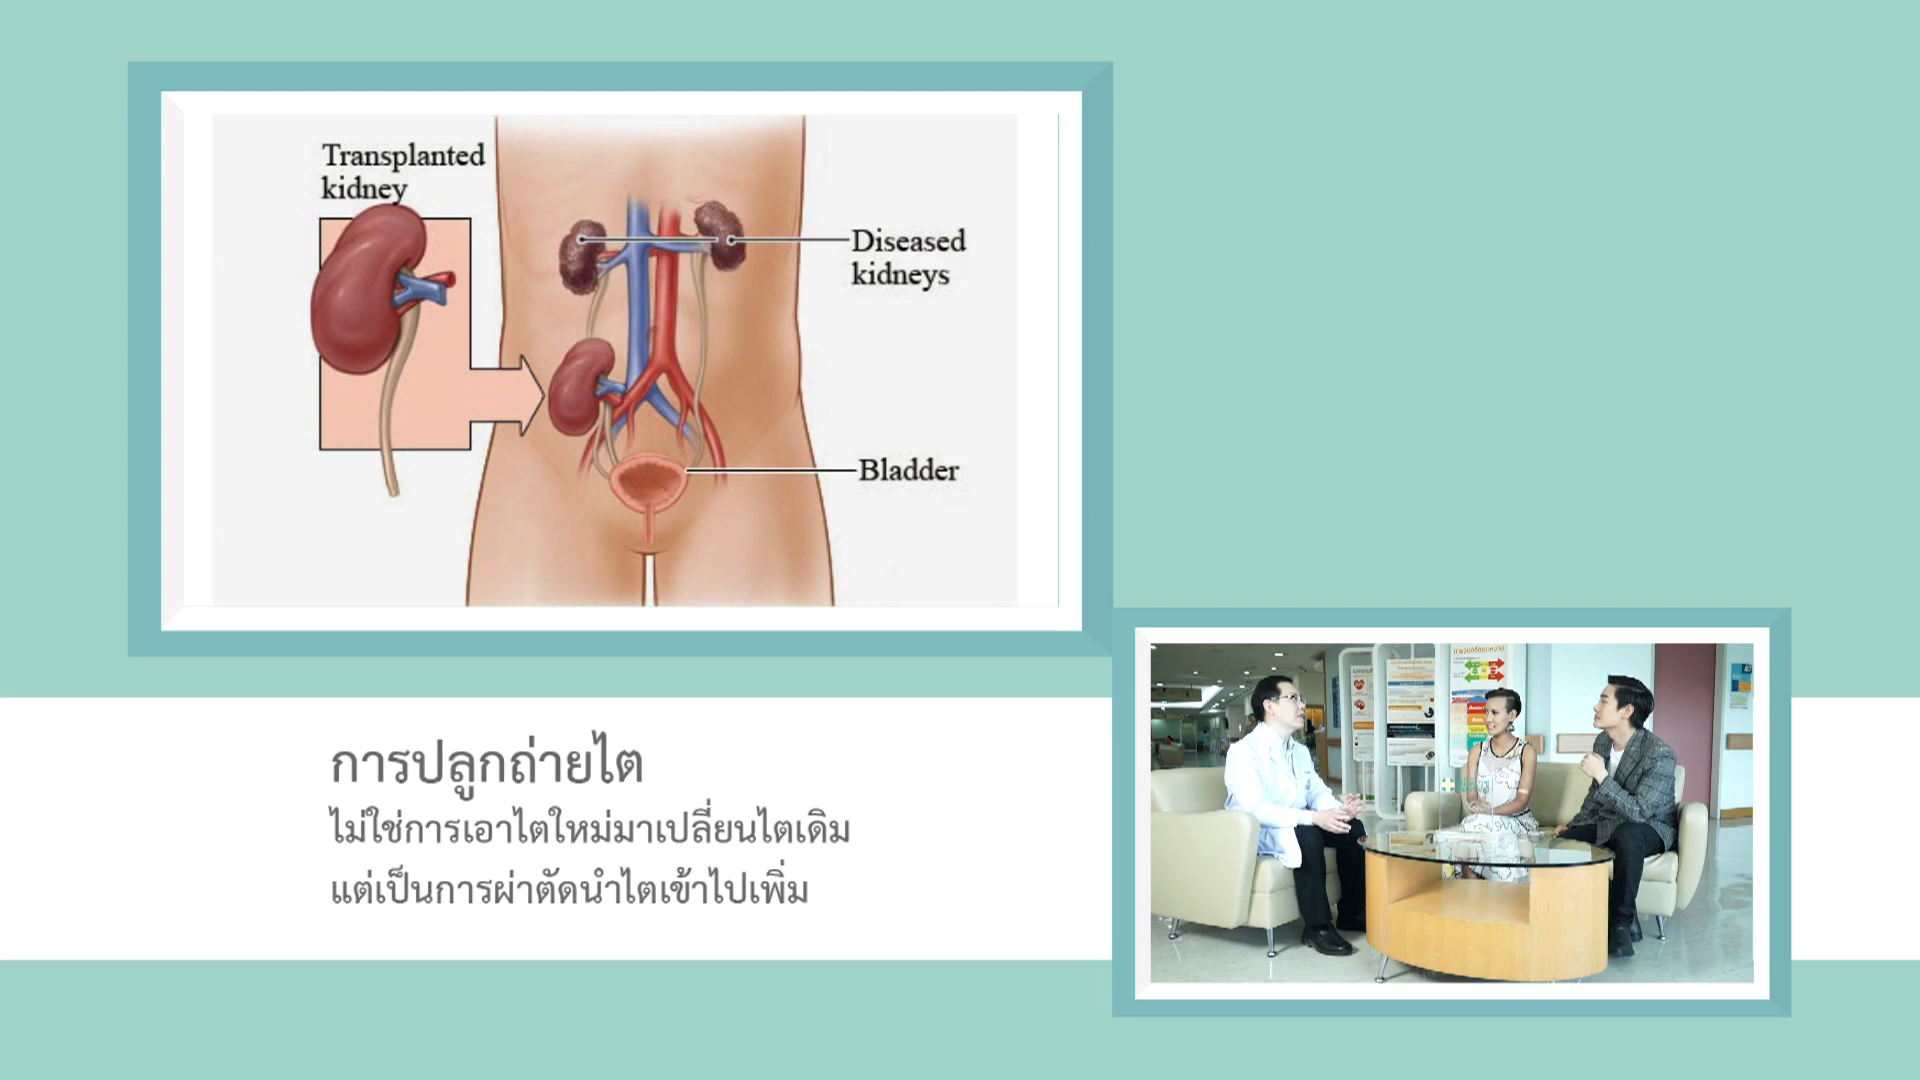 Transplanted
kidney
Diseased
kidneys
Bladder
การปลูกถ่ายไต
ไม่ใช่การเอาไตใหม่มาเปลี่ยนไตเดิม
แต่เป็นการผ่าตัดนำไตเข้าไปเพิ่ม